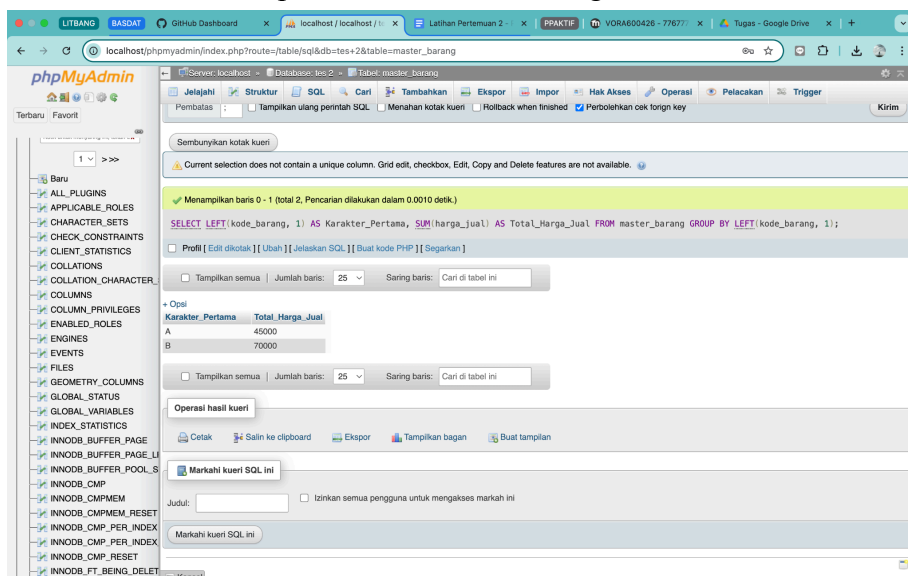 LITBANG
BASDAT
GitHub Dashboard
localhost / localhost / te
Latihan Pertemuan 2 -
PPAKTIF
VORA600426 - 77677
Tugas - Google Drive
localhost/phpmyadmin/index.php?route=/table/sql&db=tes+2&table=master_barang
phpMyAdmin
Terbaru Favorit
1 > >>
Baru
ALL_PLUGINS
APPLICABLE_ROLES
CHARACTER_SETS
CHECK_CONSTRAINTS
CLIENT_STATISTICS
COLLATIONS
COLLATION_CHARACTER_
COLUMNS
COLUMN_PRIVILEGES
ENABLED_ROLES
ENGINES
EVENTS
FILES
GEOMETRY_COLUMNS
GLOBAL_STATUS
GLOBAL_VARIABLES
INDEX_STATISTICS
INNODB_BUFFER_PAGE
INNODB_BUFFER_PAGE_L
INNODB_BUFFER_POOL_S
INNODB_CMP
INNODB_CMPMEM
INNODB_CMPMEM_RESET
INNODB_CMP_PER_INDEX
INNODB_CMP_PER_INDEX
INNODB_CMP_RESET
INNODB_FT_BEING_DELET
Server: localhost » Database: tes 2 » Tabel: master_barang
Jelajahi Struktur SQL Cari Tambahkan Ekspor Impor Hak Akses Operasi Pelacakan Trigger
Pembatas ; Tampilkan ulang perintah SQL Menahan kotak kueri Rollback when finished Perbolehkan cek forign key Kirim
Sembunyikan kotak kueri
Current selection does not contain a unique column. Grid edit, checkbox, Edit, Copy and Delete features are not available.
Menampilkan baris 0 - 1 (total 2, Pencarian dilakukan dalam 0.0010 detik.)
SELECT LEFT(kode_barang, 1) AS Karakter_Pertama, SUM(harga_jual) AS Total_Harga_Jual FROM master_barang GROUP BY LEFT(kode_barang, 1);
Profil [ Edit dikotak ] [ Ubah ] [ Jelaskan SQL ] [ Buat kode PHP ] [ Segarkan ]
Tampilkan semua | Jumlah baris: 25 Saring baris: Cari di tabel ini
+ Opsi
Karakter_Pertama Total_Harga_Jual
A 45000
B 70000
Tampilkan semua | Jumlah baris: 25 Saring baris: Cari di tabel ini
Operasi hasil kueri
Cetak Salin ke clipboard Ekspor Tampilkan bagan Buat tampilan
Markahi kueri SQL ini
Judul: Izinkan semua pengguna untuk mengakses markah ini
Markahi kueri SQL ini